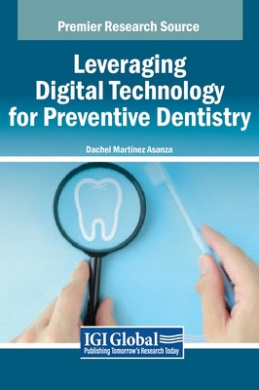 Premier Research Source
Leveraging
Digital Technology
for Preventive Dentistry
Dachel Martínez Asanza
IGI Global
Publishing Tomorrow's Research Today